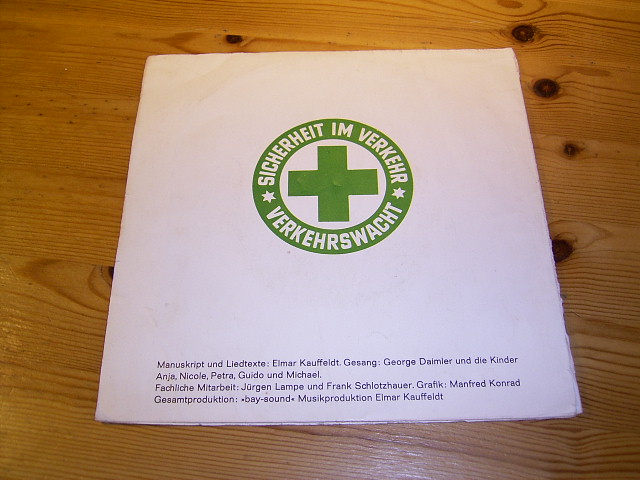 SICHERHEIT IM VERKEHR
VERKEHRSWACHT
Manuskript und Liedtexte: Elmar Kauffeldt. Gesang: George Daimler und die Kinder
Anja, Nicole, Petra, Guido und Michael.
Fachliche Mitarbeit: Jürgen Lampe und Frank Schlotzhauer. Grafik: Manfred Konrad
Gesamtproduktion: »bay-sound« Musikproduktion Elmar Kauffeldt